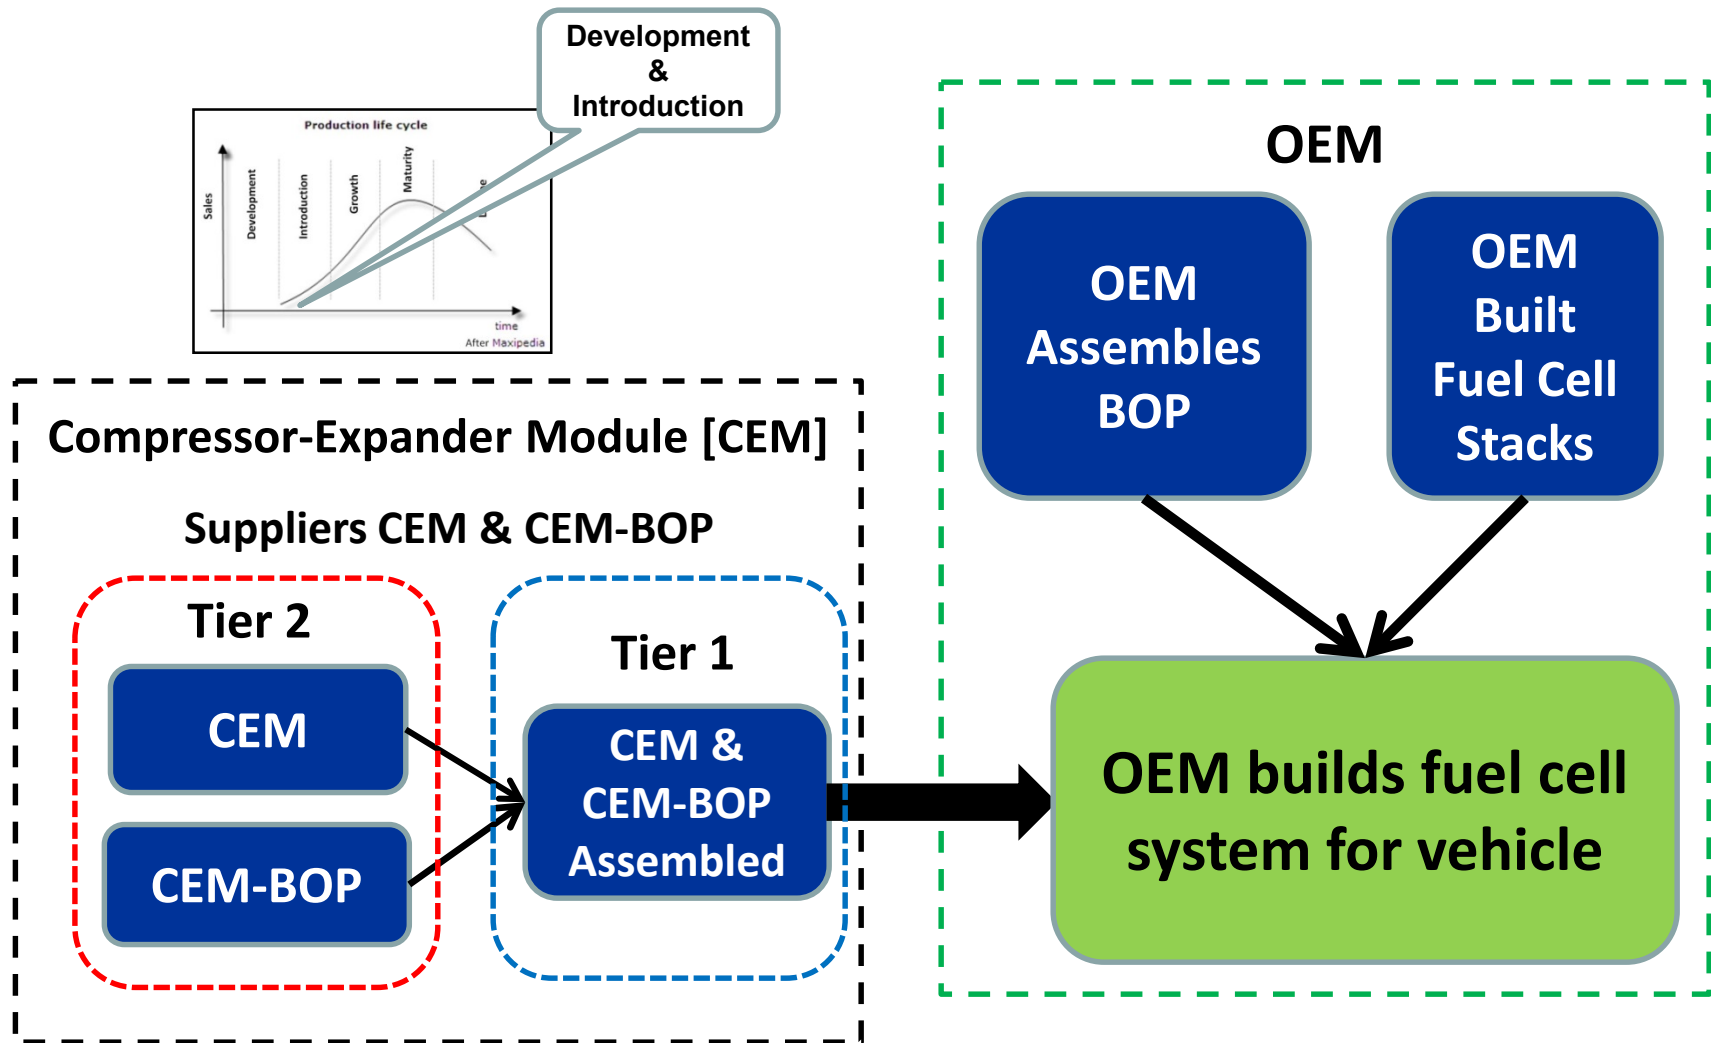 Development
&
Introduction
Production life cycle
Sales
Development
Introduction
Growth
Maturity
time
After Maxipedia
OEM
OEM
Assembles
BOP
OEM
Built
Fuel Cell
Stacks
Compressor-Expander Module [CEM]
Suppliers CEM & CEM-BOP
Tier 2
CEM
CEM-BOP
Tier 1
CEM &
CEM-BOP
Assembled
OEM builds fuel cell
system for vehicle